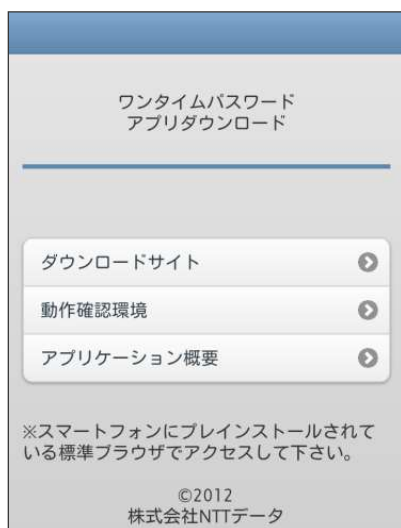 ワンタイムパスワード
アプリダウンロード
ダウンロードサイト
動作確認環境
アプリケーション概要
※スマートフォンにプレインストールされて
いる標準ブラウザでアクセスして下さい。
©2012
株式会社NTTデータ